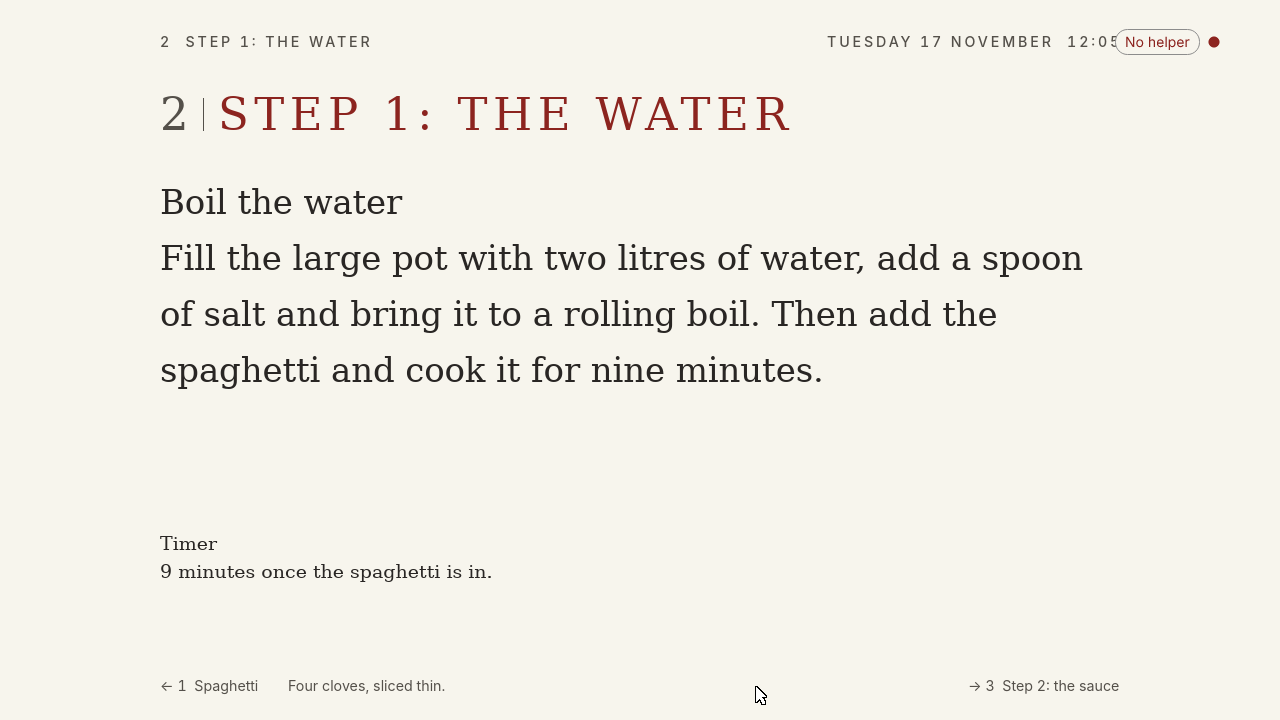 2 STEP 1: THE WATER
TUESDAY 17 NOVEMBER 12:05
No helper
2 STEP 1: THE WATER
Boil the water
Fill the large pot with two litres of water, add a spoon
of salt and bring it to a rolling boil. Then add the
spaghetti and cook it for nine minutes.
Timer
9 minutes once the spaghetti is in.
← 1 Spaghetti
Four cloves, sliced thin.
→ 3 Step 2: the sauce